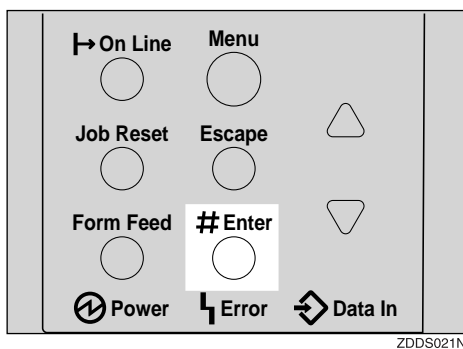 On Line Menu
Job Reset Escape
Form Feed # Enter
Power Error Data In
ZDDS021N